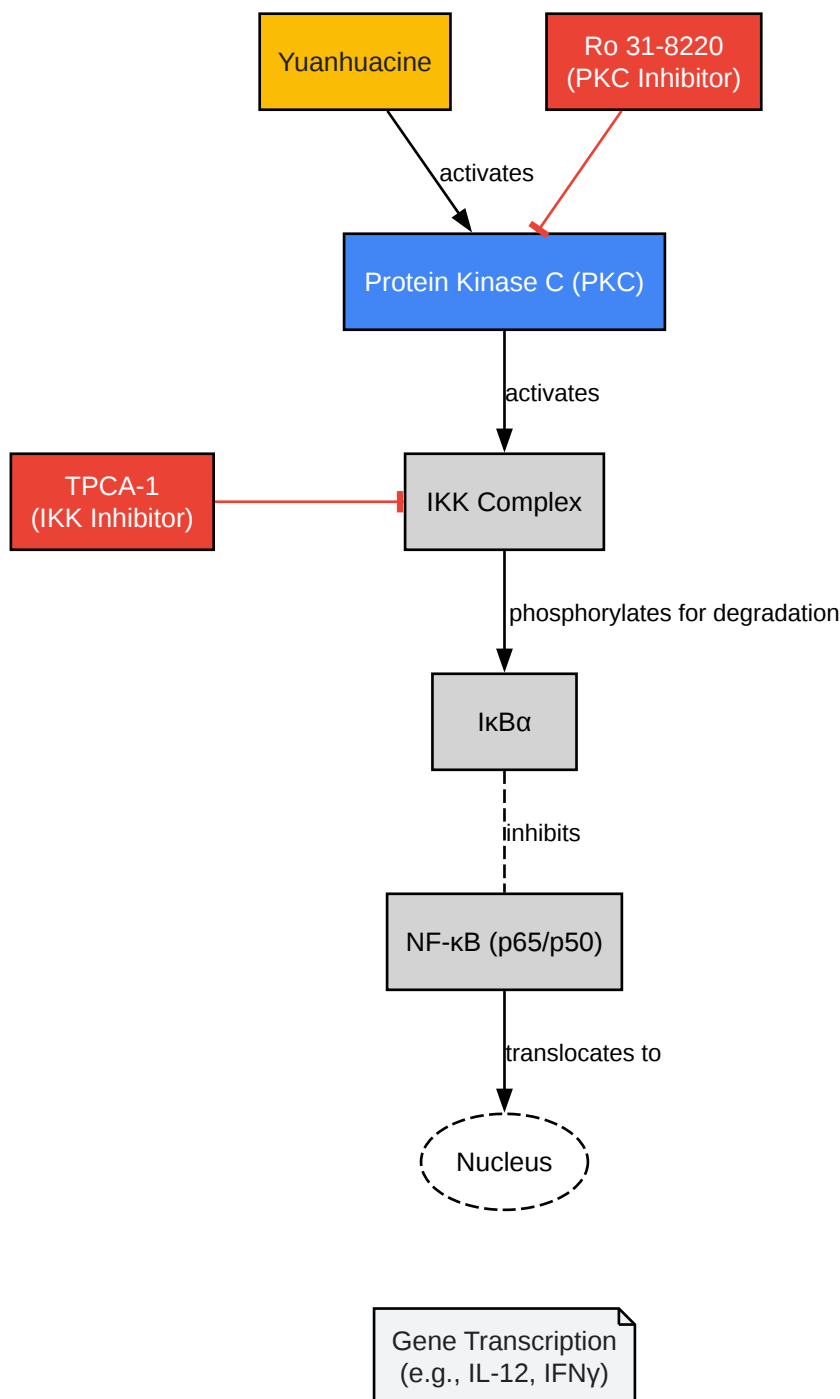 Yuanhuacine
Ro 31-8220
(PKC Inhibitor)
activates
Protein Kinase C (PKC)
activates
TPCA-1
(IKK Inhibitor)
IKK Complex
phosphorylates for degradation
IκBα
inhibits
NF-κB (p65/p50)
translocates to
Nucleus
Gene Transcription
(e.g., IL-12, IFNγ)